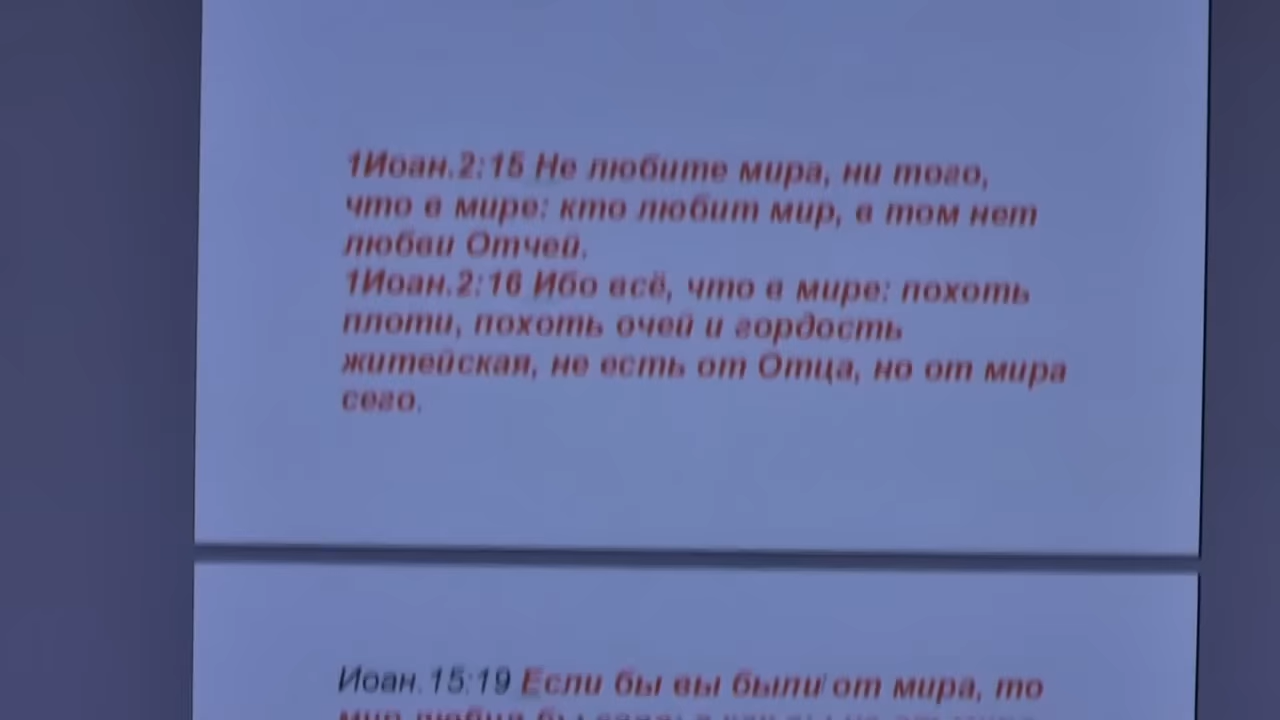 1Иоан.2:15 Не любите мира, ни того,
что в мире: кто любит мир, в том нет
любви Отчей.
1Иоан.2:16 Ибо всё, что в мире: похоть
плоти, похоть очей и гордость
житейская, не есть от Отца, но от мира
сего.
Иоан.15:19 Если бы вы были от мира, то